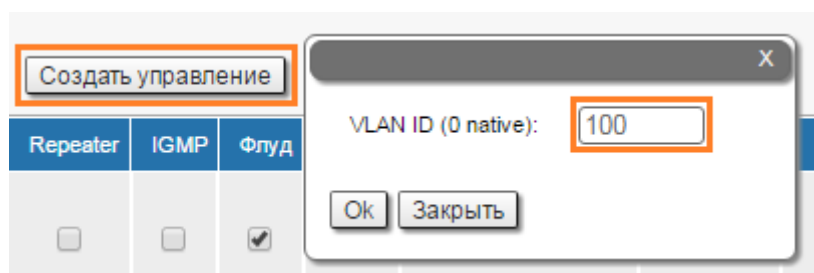 Создать управление
X
VLAN ID (0 native): 100
Repeater IGMP Флуд
Ok Закрыть